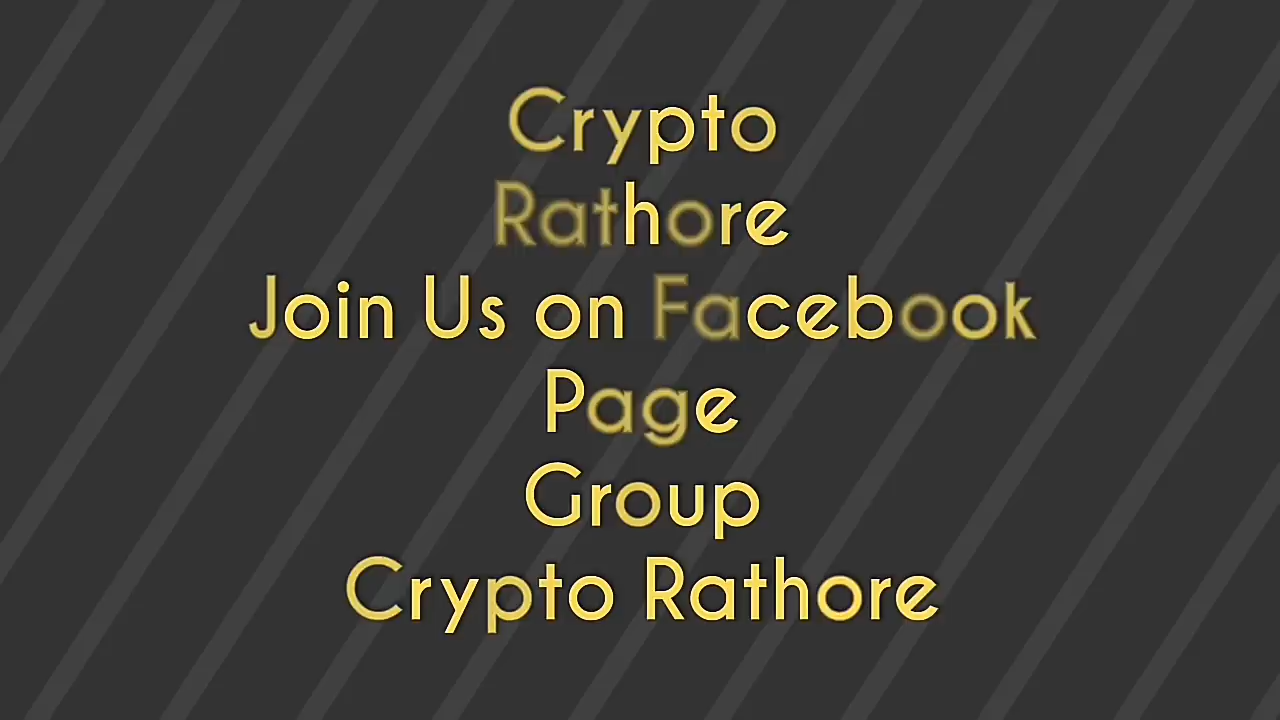 Crypto
Rathore
Join Us on Facebook
Page
Group
Crypto Rathore